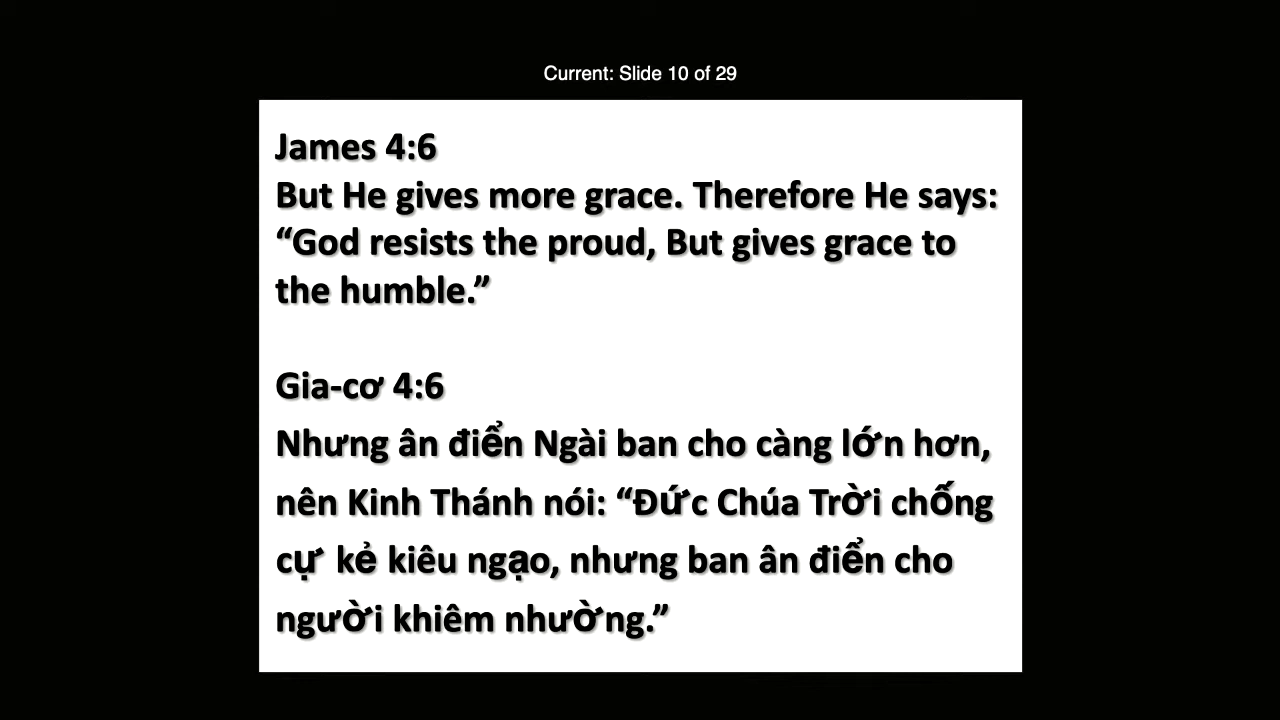 Current: Slide 10 of 29
James 4:6
But He gives more grace. Therefore He says:
“God resists the proud, But gives grace to
the humble.”
Gia-cơ 4:6
Nhưng ân điển Ngài ban cho càng lớn hơn,
nên Kinh Thánh nói: “Đức Chúa Trời chống
cự kẻ kiêu ngạo, nhưng ban ân điển cho
người khiêm nhường.”